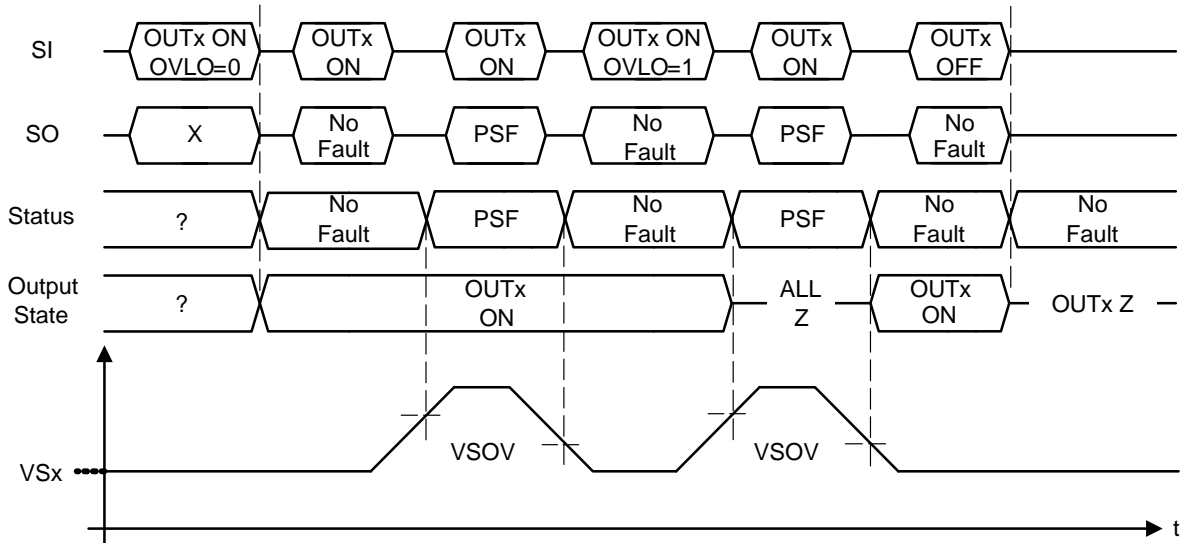 SI
OUTx ON
OVLO=0
OUTx
ON
OUTx
ON
OUTx ON
OVLO=1
OUTx
ON
OUTx
OFF
SO
X
No
Fault
PSF
No
Fault
PSF
No
Fault
Status
?
No
Fault
PSF
No
Fault
PSF
No
Fault
No
Fault
Output
State
?
OUTx
ON
ALL
Z
OUTx
ON
OUTx Z
VSx
VSOV
VSOV
t